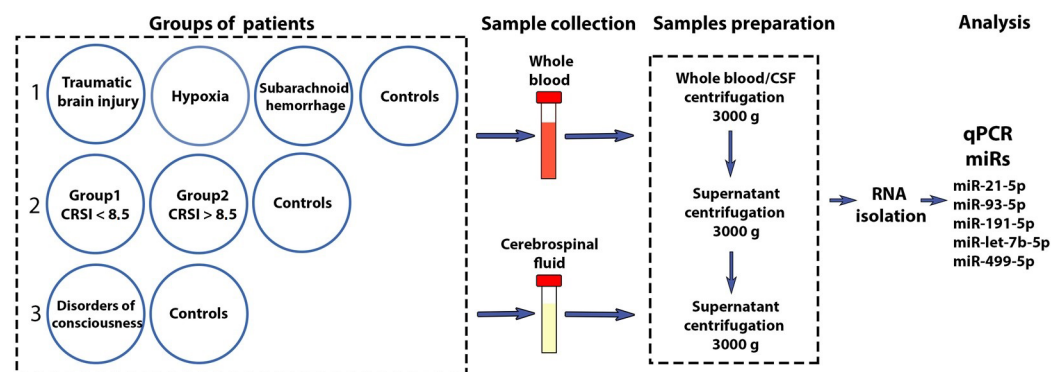 Groups of patients
Sample collection
Samples preparation
Analysis
1
Traumatic
brain injury
Hypoxia
Subarachnoid
hemorrhage
Controls
2
Group1
CRSI < 8.5
Group2
CRSI > 8.5
Controls
3
Disorders of
consciousness
Controls
Whole
blood
Cerebrospinal
fluid
Whole blood/CSF
centrifugation
3000 g
Supernatant
centrifugation
3000 g
Supernatant
centrifugation
3000 g
RNA
isolation
qPCR
miRs
miR-21-5p
miR-93-5p
miR-191-5p
miR-let-7b-5p
miR-499-5p